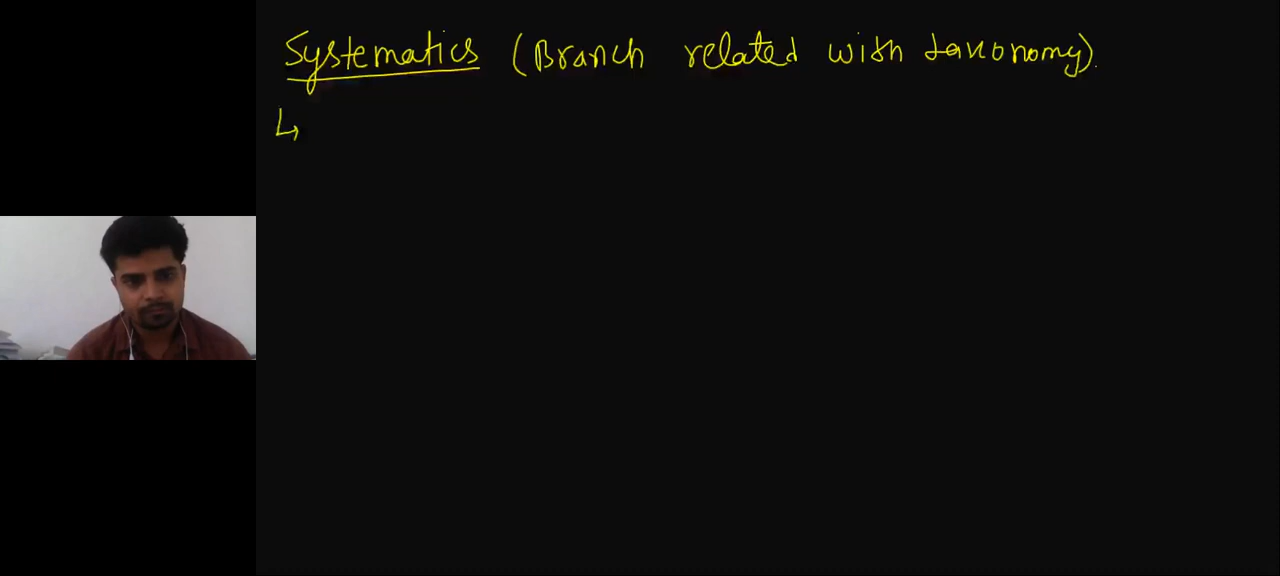 Systematics (Branch related with taxonomy).
↳